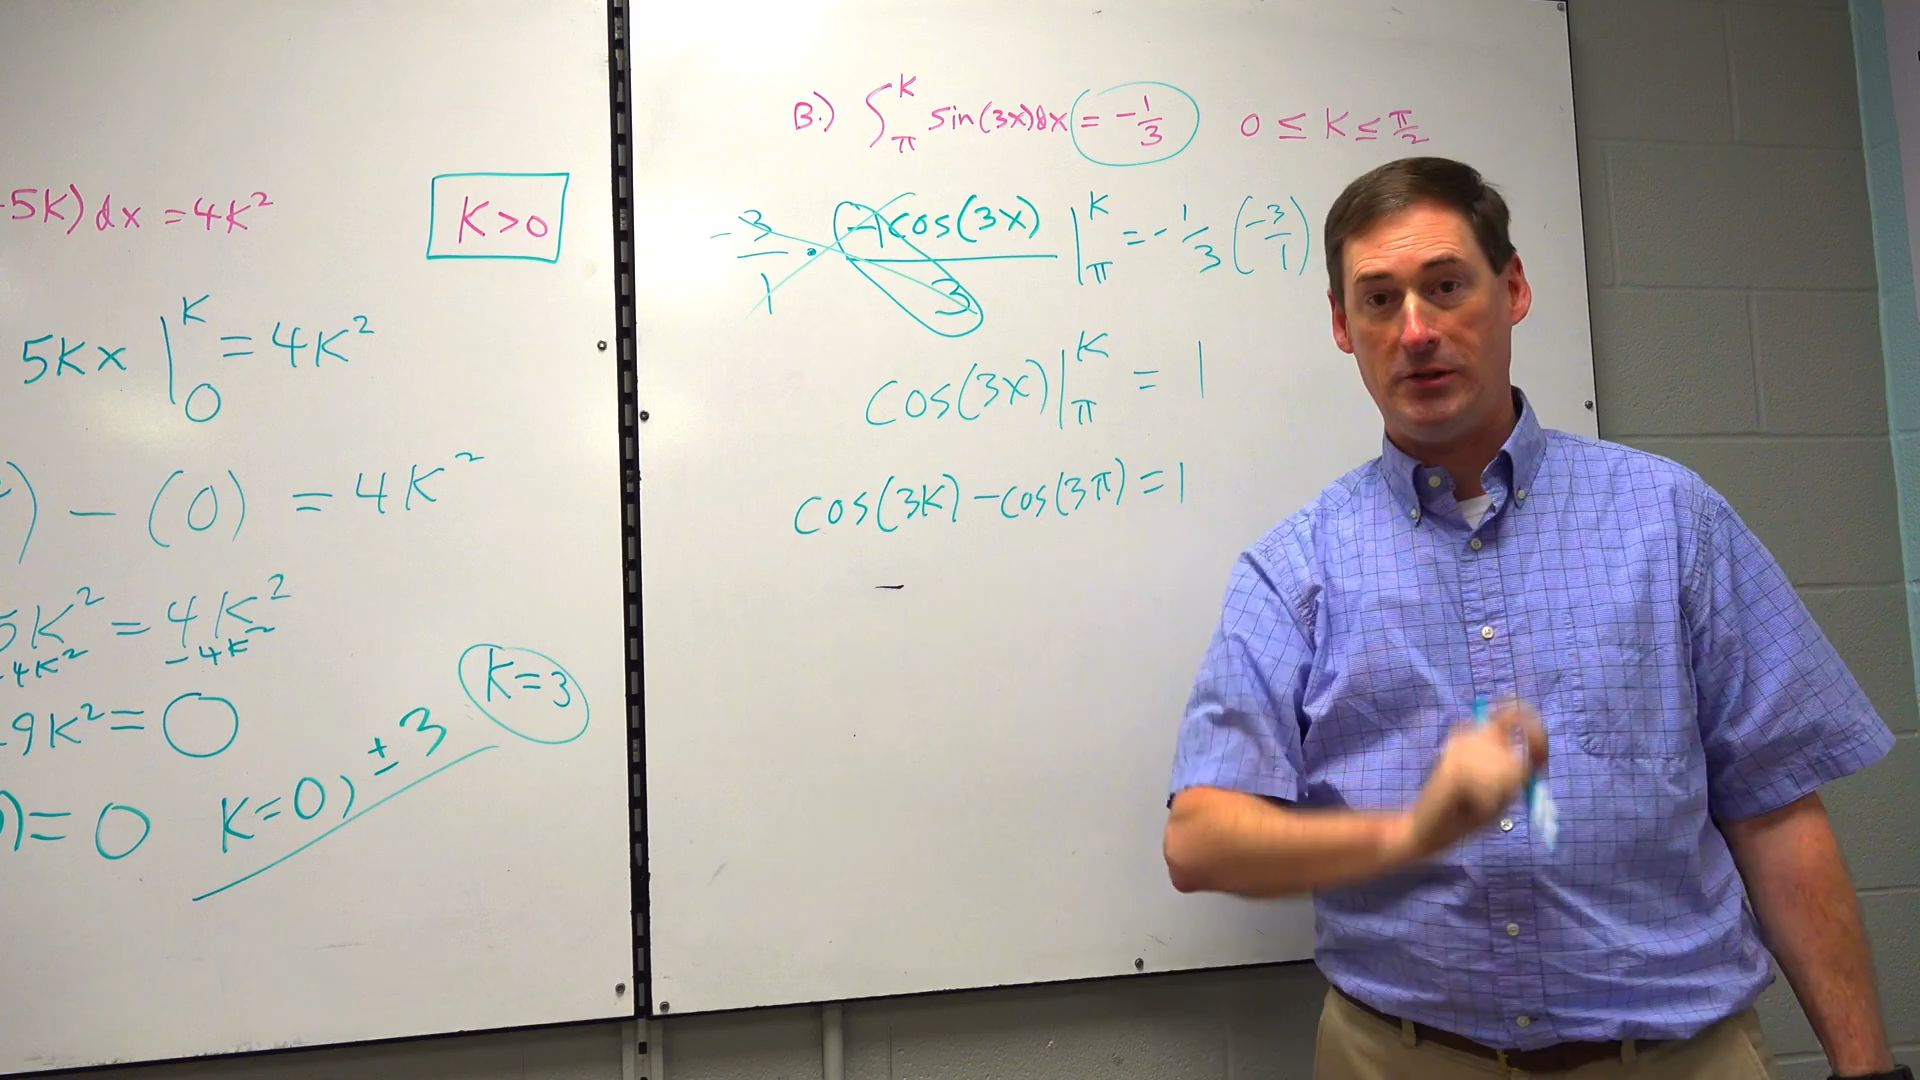 -5K) dx = 4K²
K > 0
5Kx |₀ᴷ = 4K²
) - (0) = 4K²
5K² = 4K²
-4K² -4K²
-9K² = 0
) = 0 K = 0, ± 3
K = 3
B.) ∫_π^K sin(3x)dx = -1/3 0 ≤ K ≤ π/2
-3/1 · -1cos(3x)/3 |_π^K = -1/3 (-3/1)
cos(3x) |_π^K = 1
cos(3K) - cos(3π) = 1
-